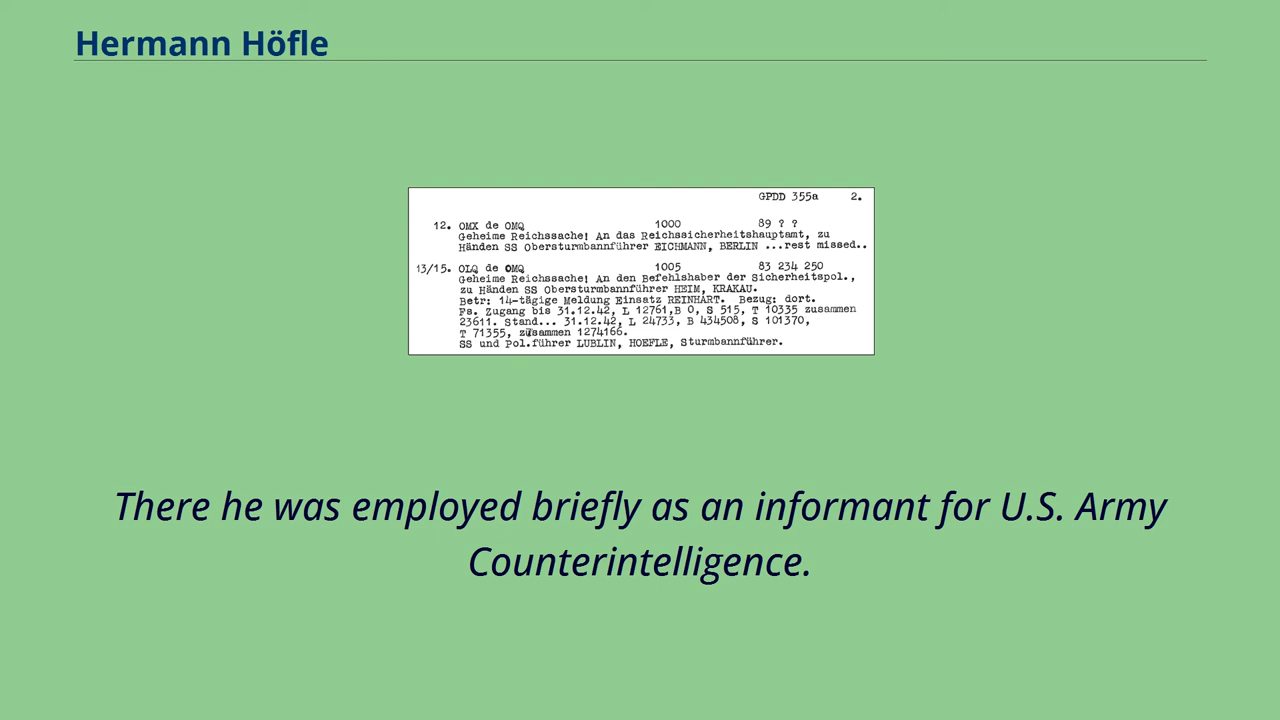 Hermann Höfle
GPDD 355a 2.
12. OMX de OMQ 1000 89 ? ?
Geheime Reichssache! An das Reichssicherheitshauptamt, zu
Händen SS Obersturmbannführer EICHMANN, BERLIN ...rest missed..
13/15. OLQ de OMQ 1005 83 234 250
Geheime Reichssache! An den Befehlshaber der Sicherheitspol.,
zu Händen SS Obersturmbannführer HEIM, KRAKAU.
Betr: 14-tägige Meldung Einsatz REINHART. Bezug: dort.
Fs. Zugang bis 31.12.42, L 12761,B 0, S 515, T 10335 zusammen
23611. Stand... 31.12.42, L 24733, B 434508, S 101370,
T 71355, zusammen 1274166.
SS und Pol.führer LUBLIN, HOEFLE, Sturmbannführer.
There he was employed briefly as an informant for U.S. Army
Counterintelligence.